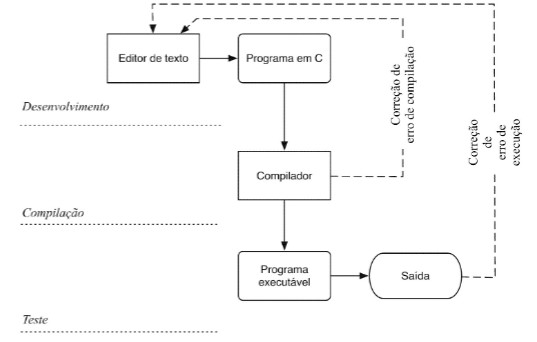 Editor de texto
Programa em C
Correção de
erro de compilação
Correção
de
erro de
execução
Desenvolvimento
Compilador
Compilação
Programa
executável
Saída
Teste